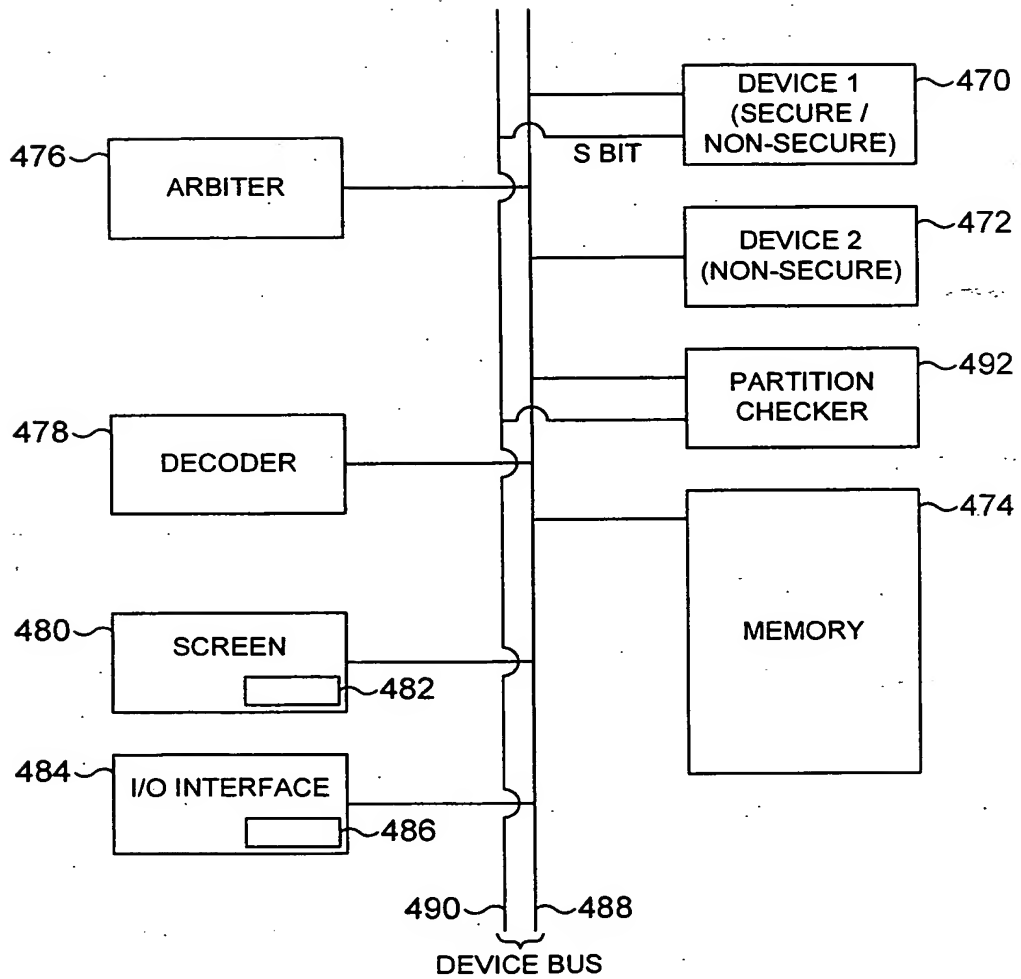 DEVICE 1
(SECURE /
NON-SECURE)
470
S BIT
476
ARBITER
DEVICE 2
(NON-SECURE)
472
PARTITION
CHECKER
492
478
DECODER
474
MEMORY
480
SCREEN
482
484
I/O INTERFACE
486
490
488
DEVICE BUS